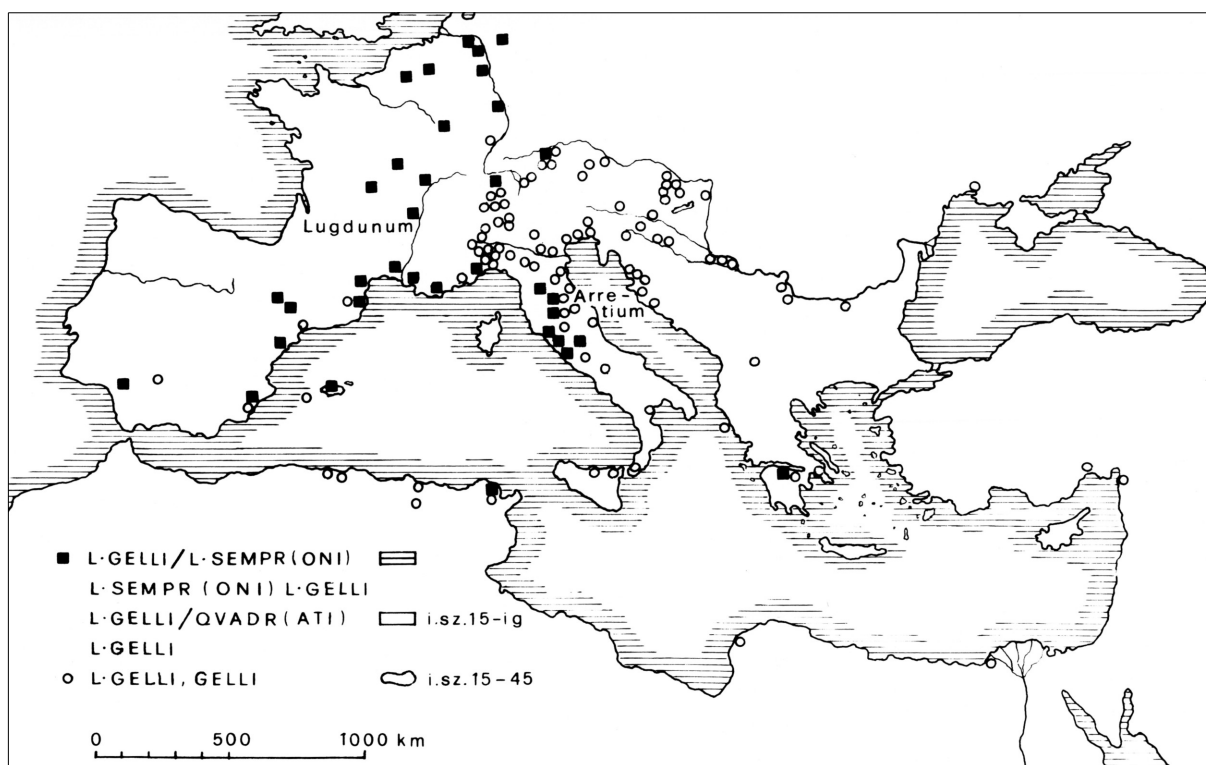 Lugdunum
Arre-
tium
L·GELLI/L·SEMPR(ONI)
L·SEMPR(ONI) L·GELLI
L·GELLI/QVADR(ATI)
i.sz.15-ig
L·GELLI
L·GELLI, GELLI
i.sz.15–45
0 500 1000 km